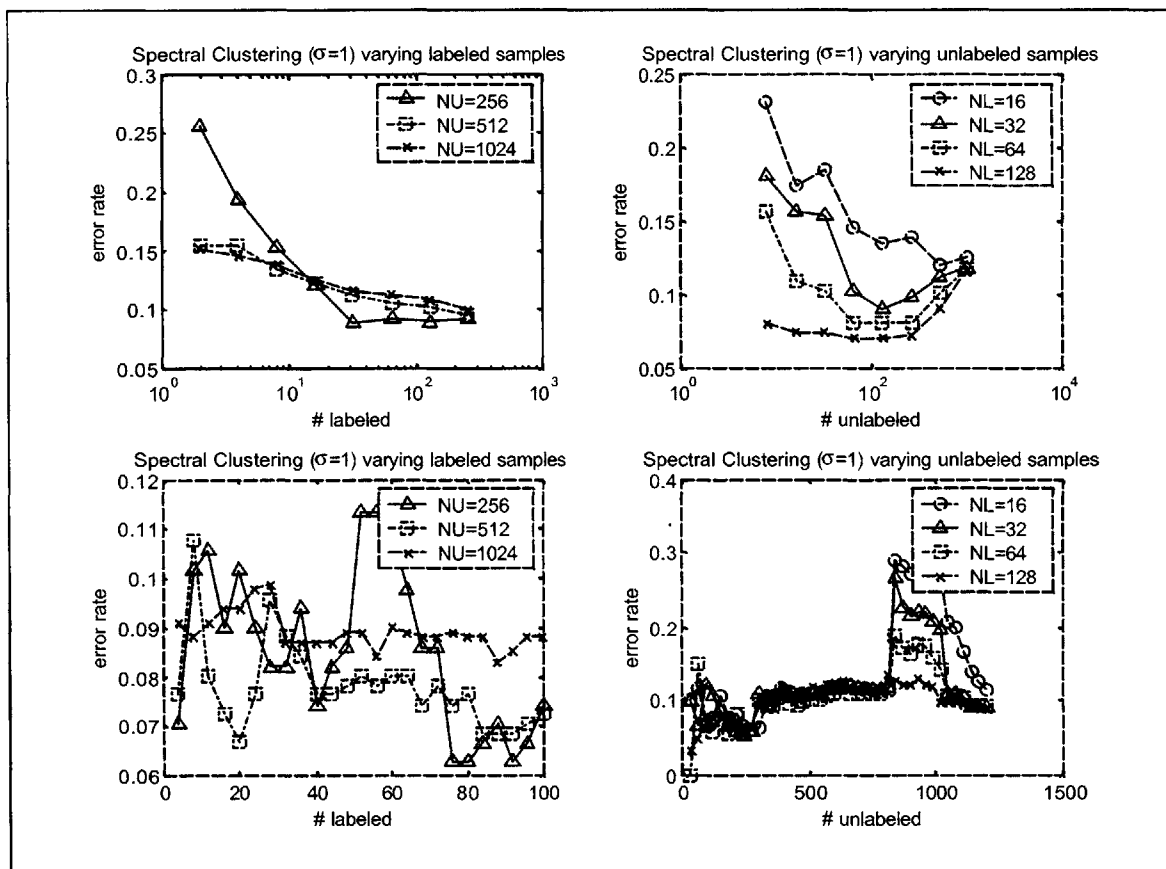 Spectral Clustering (σ=1) varying labeled samples
0.3
0.25
0.2
0.15
0.1
0.05
error rate
NU=256
NU=512
NU=1024
10^0
10^1
10^2
10^3
# labeled
Spectral Clustering (σ=1) varying unlabeled samples
0.25
0.2
0.15
0.1
0.05
error rate
NL=16
NL=32
NL=64
NL=128
10^0
10^2
10^4
# unlabeled
Spectral Clustering (σ=1) varying labeled samples
0.12
0.11
0.1
0.09
0.08
0.07
0.06
error rate
NU=256
NU=512
NU=1024
0
20
40
60
80
100
# labeled
Spectral Clustering (σ=1) varying unlabeled samples
0.4
0.3
0.2
0.1
0
error rate
NL=16
NL=32
NL=64
NL=128
0
500
1000
1500
# unlabeled